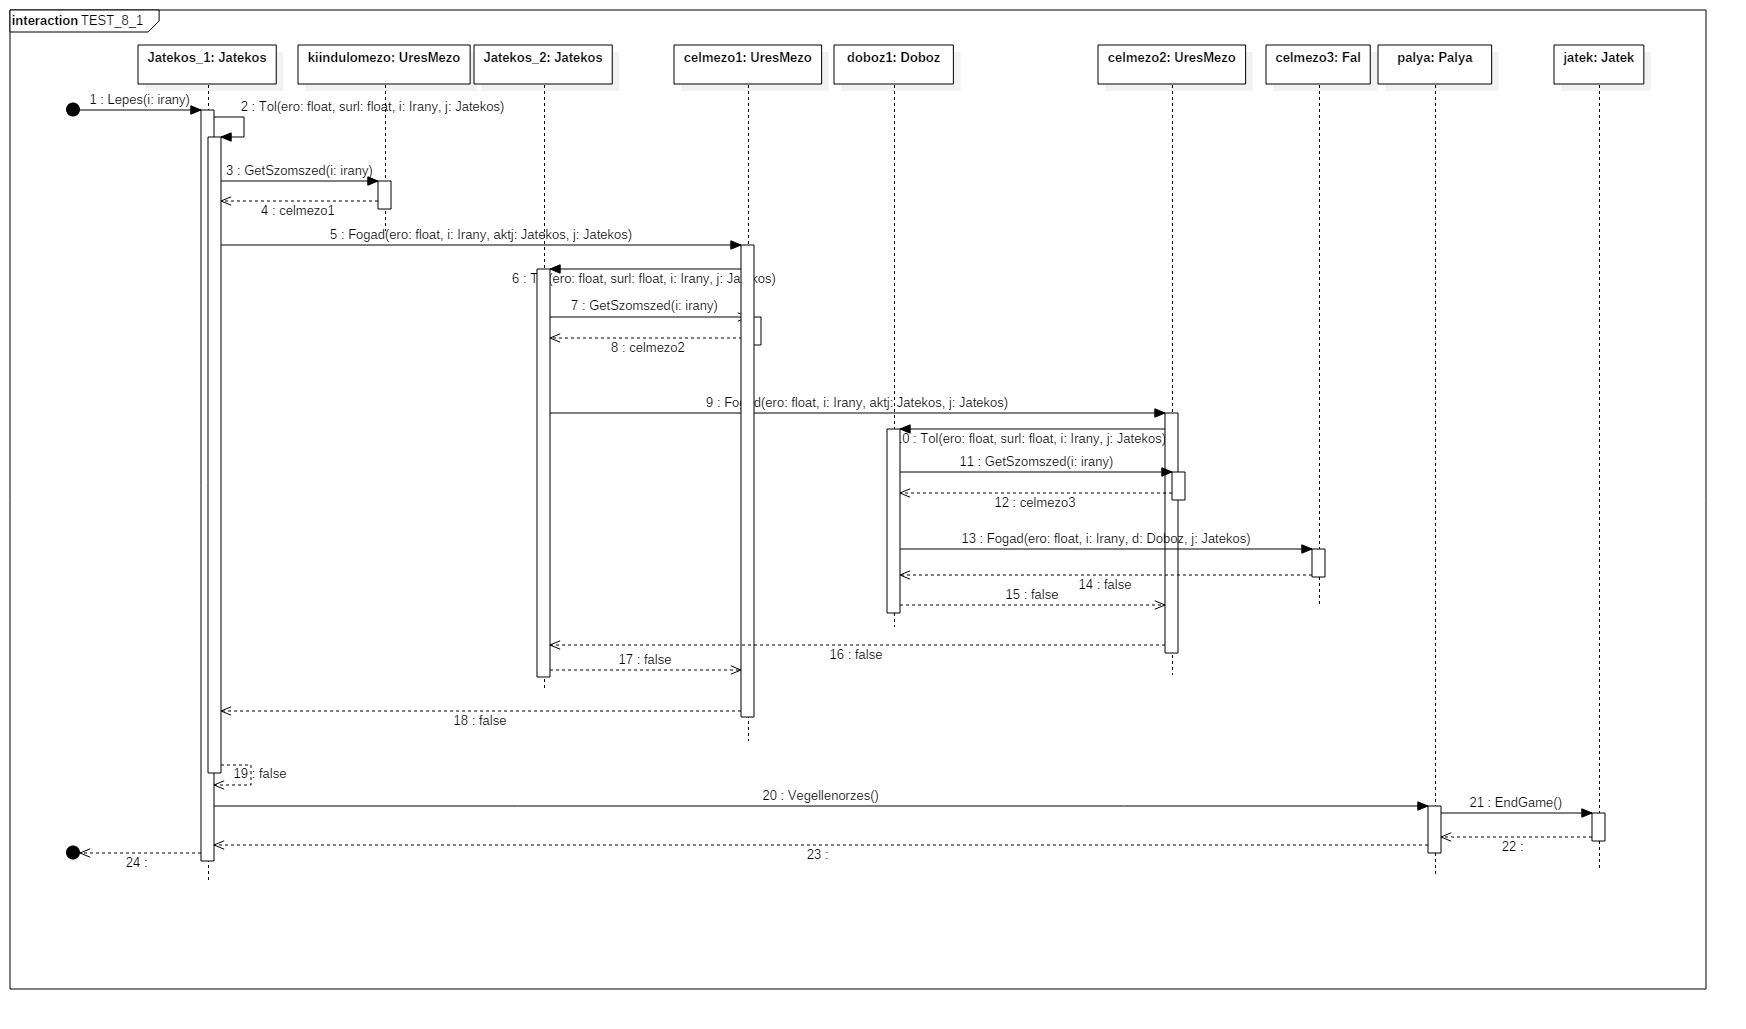 interaction TEST_8_1
Jatekos_1: Jatekos
kiindulomezo: UresMezo
Jatekos_2: Jatekos
celmezo1: UresMezo
doboz1: Doboz
celmezo2: UresMezo
celmezo3: Fal
palya: Palya
jatek: Jatek
1 : Lepes(i: irany)
2 : Tol(ero: float, surl: float, i: Irany, j: Jatekos)
3 : GetSzomszed(i: irany)
4 : celmezo1
5 : Fogad(ero: float, i: Irany, aktj: Jatekos, j: Jatekos)
6 : Tol(ero: float, surl: float, i: Irany, j: Jatekos)
7 : GetSzomszed(i: irany)
8 : celmezo2
9 : Fogad(ero: float, i: Irany, aktj: Jatekos, j: Jatekos)
10 : Tol(ero: float, surl: float, i: Irany, j: Jatekos)
11 : GetSzomszed(i: irany)
12 : celmezo3
13 : Fogad(ero: float, i: Irany, d: Doboz, j: Jatekos)
14 : false
15 : false
16 : false
17 : false
18 : false
19 : false
20 : Vegellenorzes()
21 : EndGame()
22 :
23 :
24 :